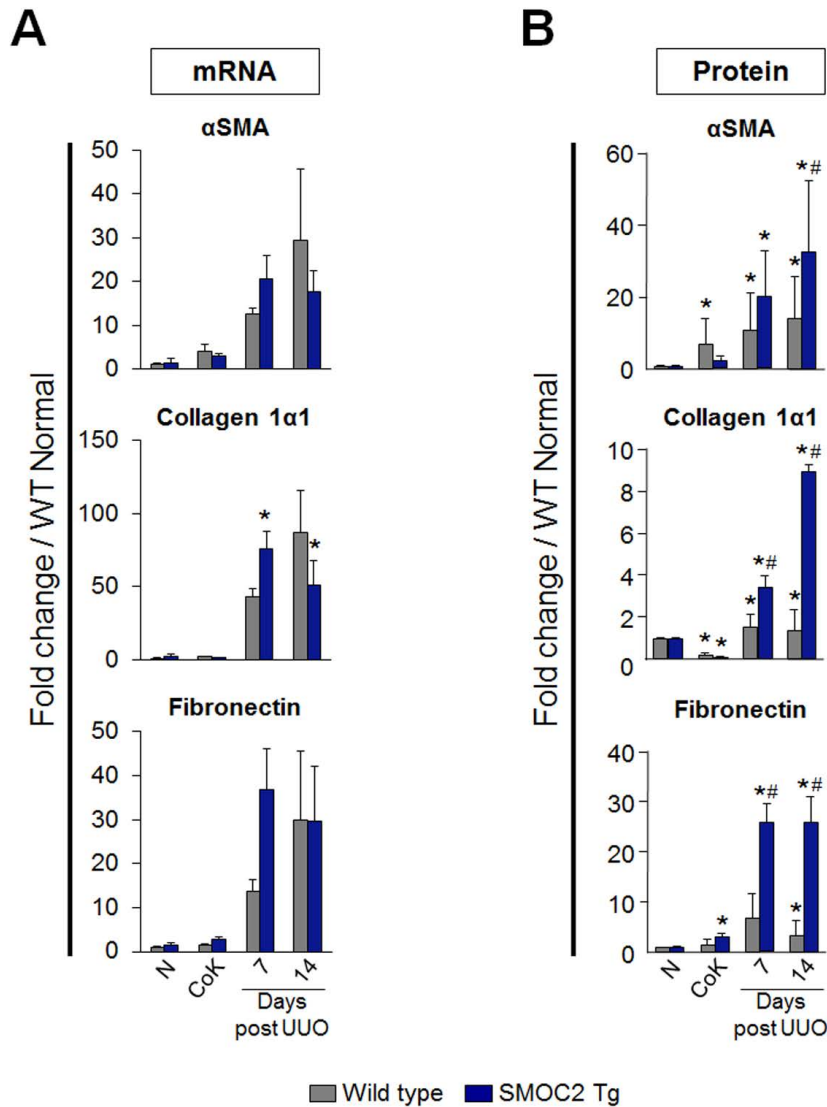 A
mRNA
Fold change / WT Normal
αSMA
50
40
30
20
10
0
Collagen 1α1
150
100
50
0
*
*
Fibronectin
50
40
30
20
10
0
N
CoK
7
14
Days
post UUO
B
Protein
Fold change / WT Normal
αSMA
60
40
20
0
*
*
*
*
*#
Collagen 1α1
10
8
6
4
2
0
*
*
*
*#
*
*#
Fibronectin
40
30
20
10
0
*
*#
*
*#
N
CoK
7
14
Days
post UUO
Wild type
SMOC2 Tg